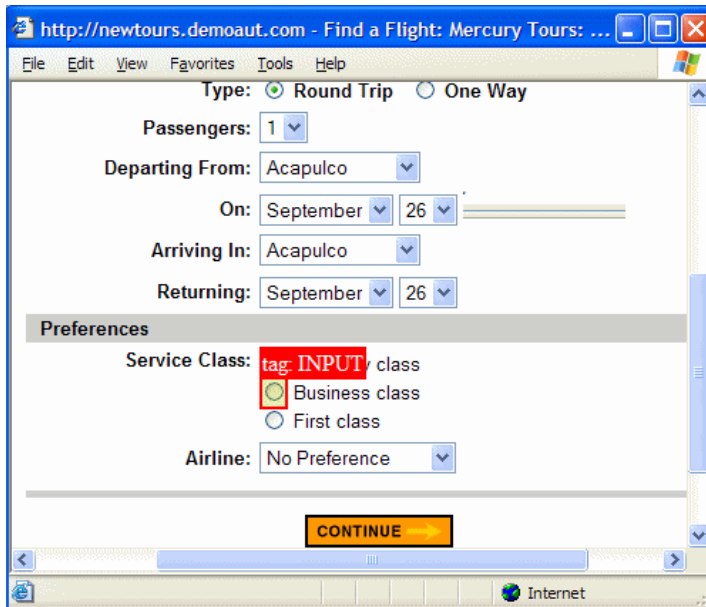 http://newtours.demoaut.com - Find a Flight: Mercury Tours: ...
File Edit View Favorites Tools Help
Type: Round Trip One Way
Passengers: 1
Departing From: Acapulco
On: September 26
Arriving In: Acapulco
Returning: September 26
Preferences
Service Class: tag: INPUT class
Business class
First class
Airline: No Preference
CONTINUE
Internet